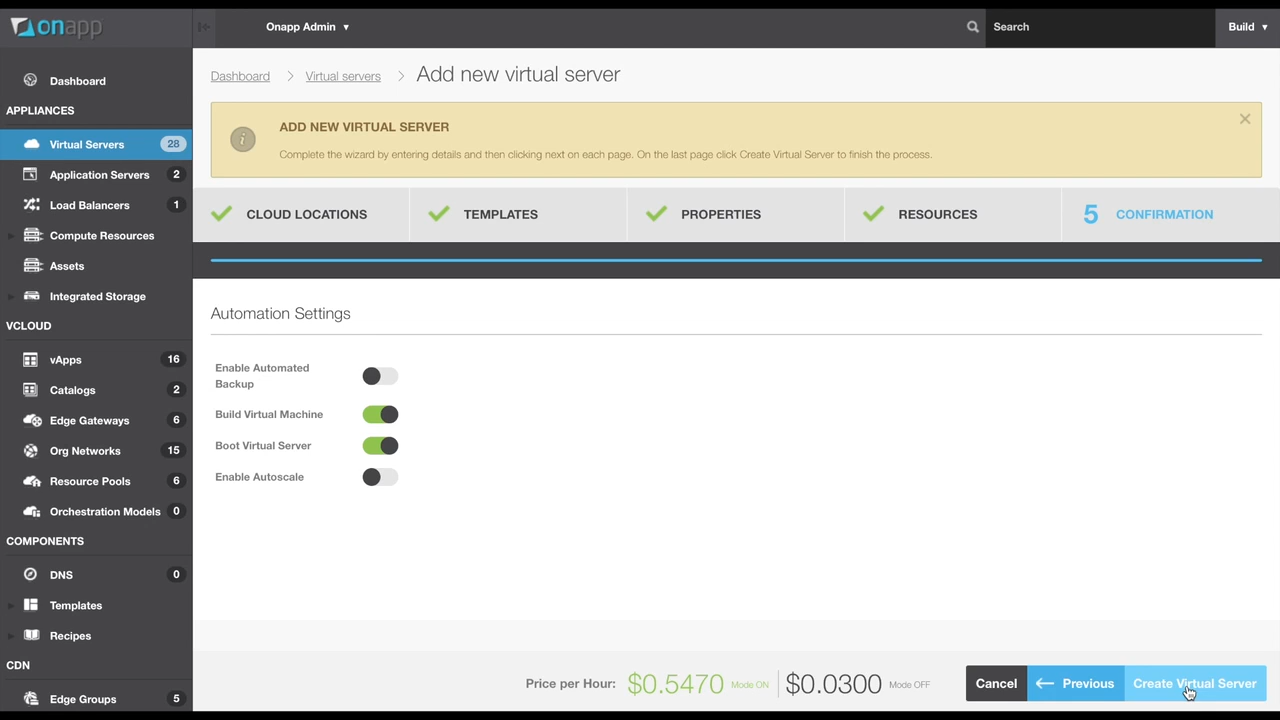 onapp
Onapp Admin ▼
Search
Build ▼
Dashboard
APPLIANCES
Virtual Servers 28
Application Servers 2
Load Balancers 1
Compute Resources
Assets
Integrated Storage
VCLOUD
vApps 16
Catalogs 2
Edge Gateways 6
Org Networks 15
Resource Pools 6
Orchestration Models 0
COMPONENTS
DNS 0
Templates
Recipes
CDN
Edge Groups 5
Dashboard > Virtual servers > Add new virtual server
ADD NEW VIRTUAL SERVER
Complete the wizard by entering details and then clicking next on each page. On the last page click Create Virtual Server to finish the process.
CLOUD LOCATIONS
TEMPLATES
PROPERTIES
RESOURCES
5 CONFIRMATION
Automation Settings
Enable Automated
Backup
Build Virtual Machine
Boot Virtual Server
Enable Autoscale
Price per Hour: $0.5470 Mode ON $0.0300 Mode OFF
Cancel
← Previous
Create Virtual Server